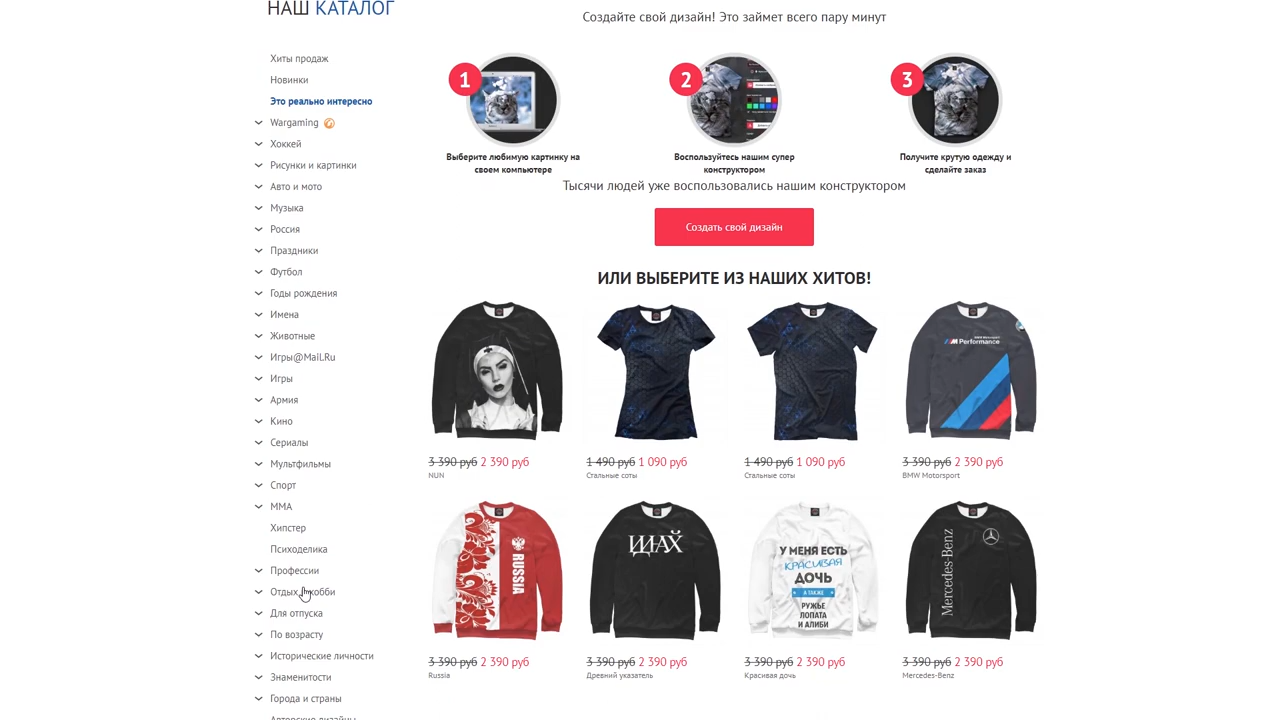 НАШ КАТАЛОГ
Хиты продаж
Новинки
Это реально интересно
Wargaming
Хоккей
Рисунки и картинки
Авто и мото
Музыка
Россия
Праздники
Футбол
Годы рождения
Имена
Животные
Игры@Mail.Ru
Игры
Армия
Кино
Сериалы
Мультфильмы
Спорт
MMA
Хипстер
Психоделика
Профессии
Отдых хобби
Для отпуска
По возрасту
Исторические личности
Знаменитости
Города и страны
Авторские дизайны
Создайте свой дизайн! Это займет всего пару минут
1
2
3
Выберите любимую картинку на
своем компьютере
Воспользуйтесь нашим супер
конструктором
Получите крутую одежду и
сделайте заказ
Тысячи людей уже воспользовались нашим конструктором
Создать свой дизайн
ИЛИ ВЫБЕРИТЕ ИЗ НАШИХ ХИТОВ!
M Performance
3 390 руб 2 390 руб
NUN
1 490 руб 1 090 руб
Стальные соты
1 490 руб 1 090 руб
Стальные соты
3 390 руб 2 390 руб
BMW Motorsport
RUSSIA
ЩАХ
У МЕНЯ ЕСТЬ
КРАСИВАЯ
ДОЧЬ
А ТАКЖЕ
РУЖЬЕ
ЛОПАТА
И АЛИБИ
Mercedes-Benz
3 390 руб 2 390 руб
Russia
3 390 руб 2 390 руб
Древний указатель
3 390 руб 2 390 руб
Красивая дочь
3 390 руб 2 390 руб
Mercedes-Benz